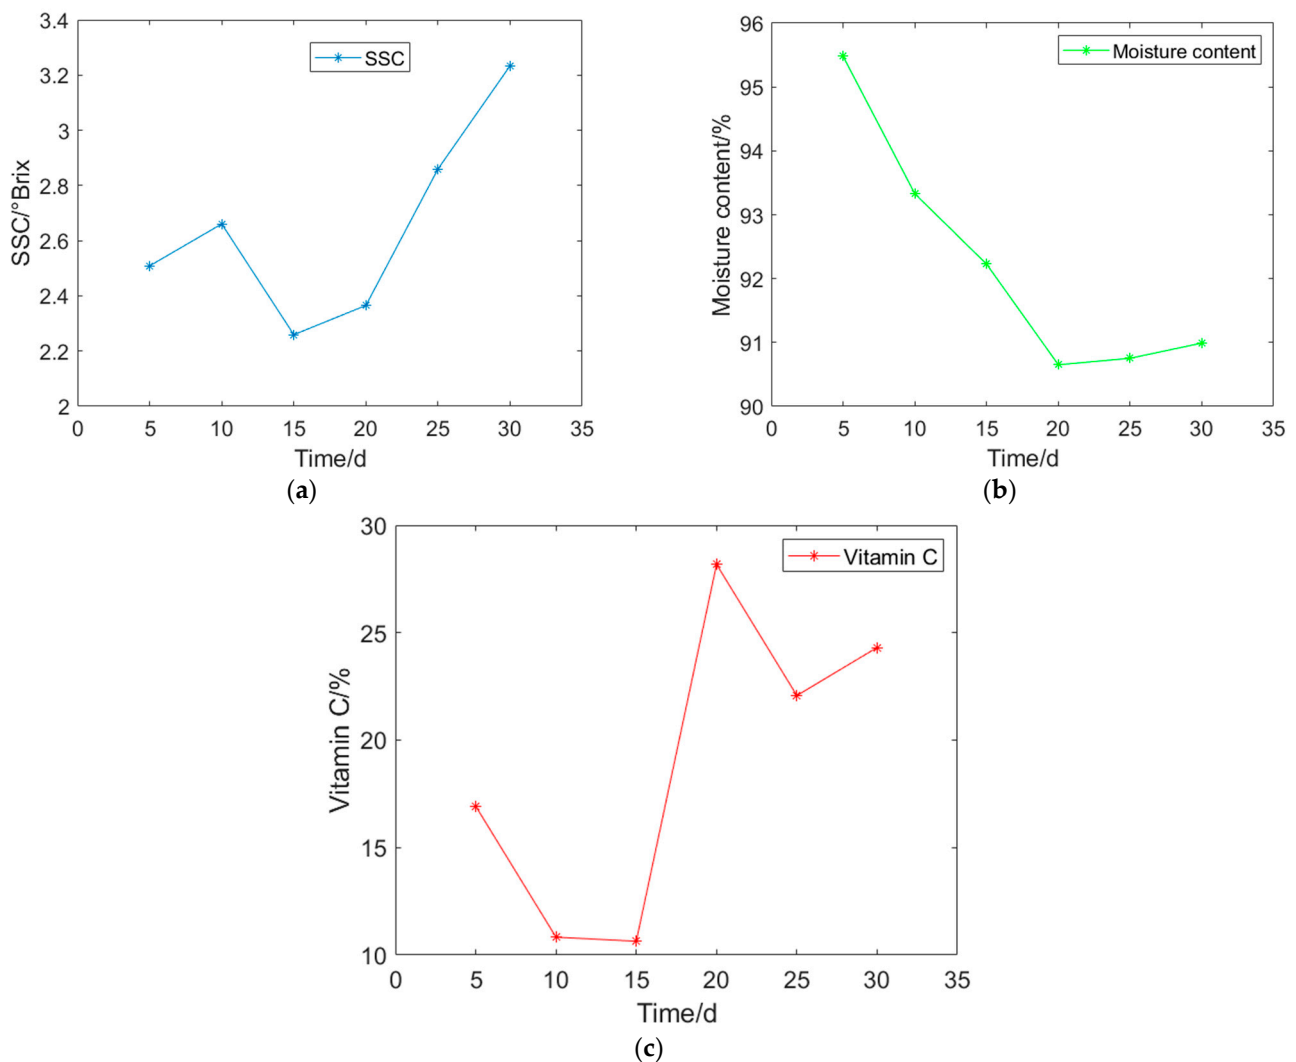 3.4
3.2
3
2.8
2.6
2.4
2.2
2
SSC/°Brix
SSC
0 5 10 15 20 25 30 35
Time/d
(a)
96
95
94
93
92
91
90
Moisture content/%
Moisture content
0 5 10 15 20 25 30 35
Time/d
(b)
30
25
20
15
10
Vitamin C/%
Vitamin C
0 5 10 15 20 25 30 35
Time/d
(c)